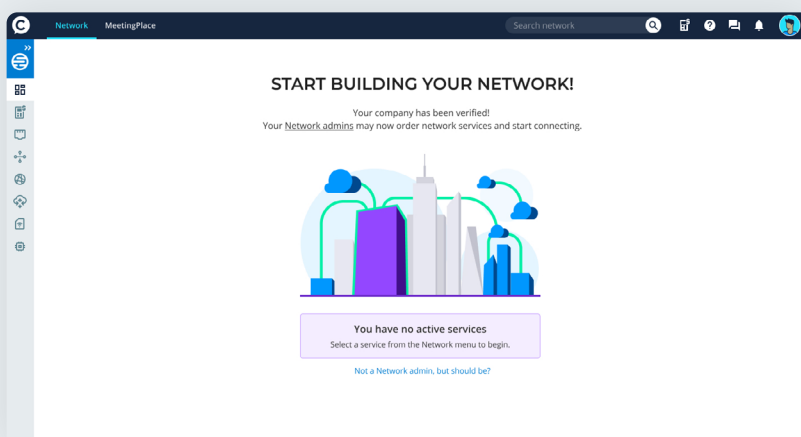 Network MeetingPlace Search network
START BUILDING YOUR NETWORK!
Your company has been verified!
Your Network admins may now order network services and start connecting.
You have no active services
Select a service from the Network menu to begin.
Not a Network admin, but should be?